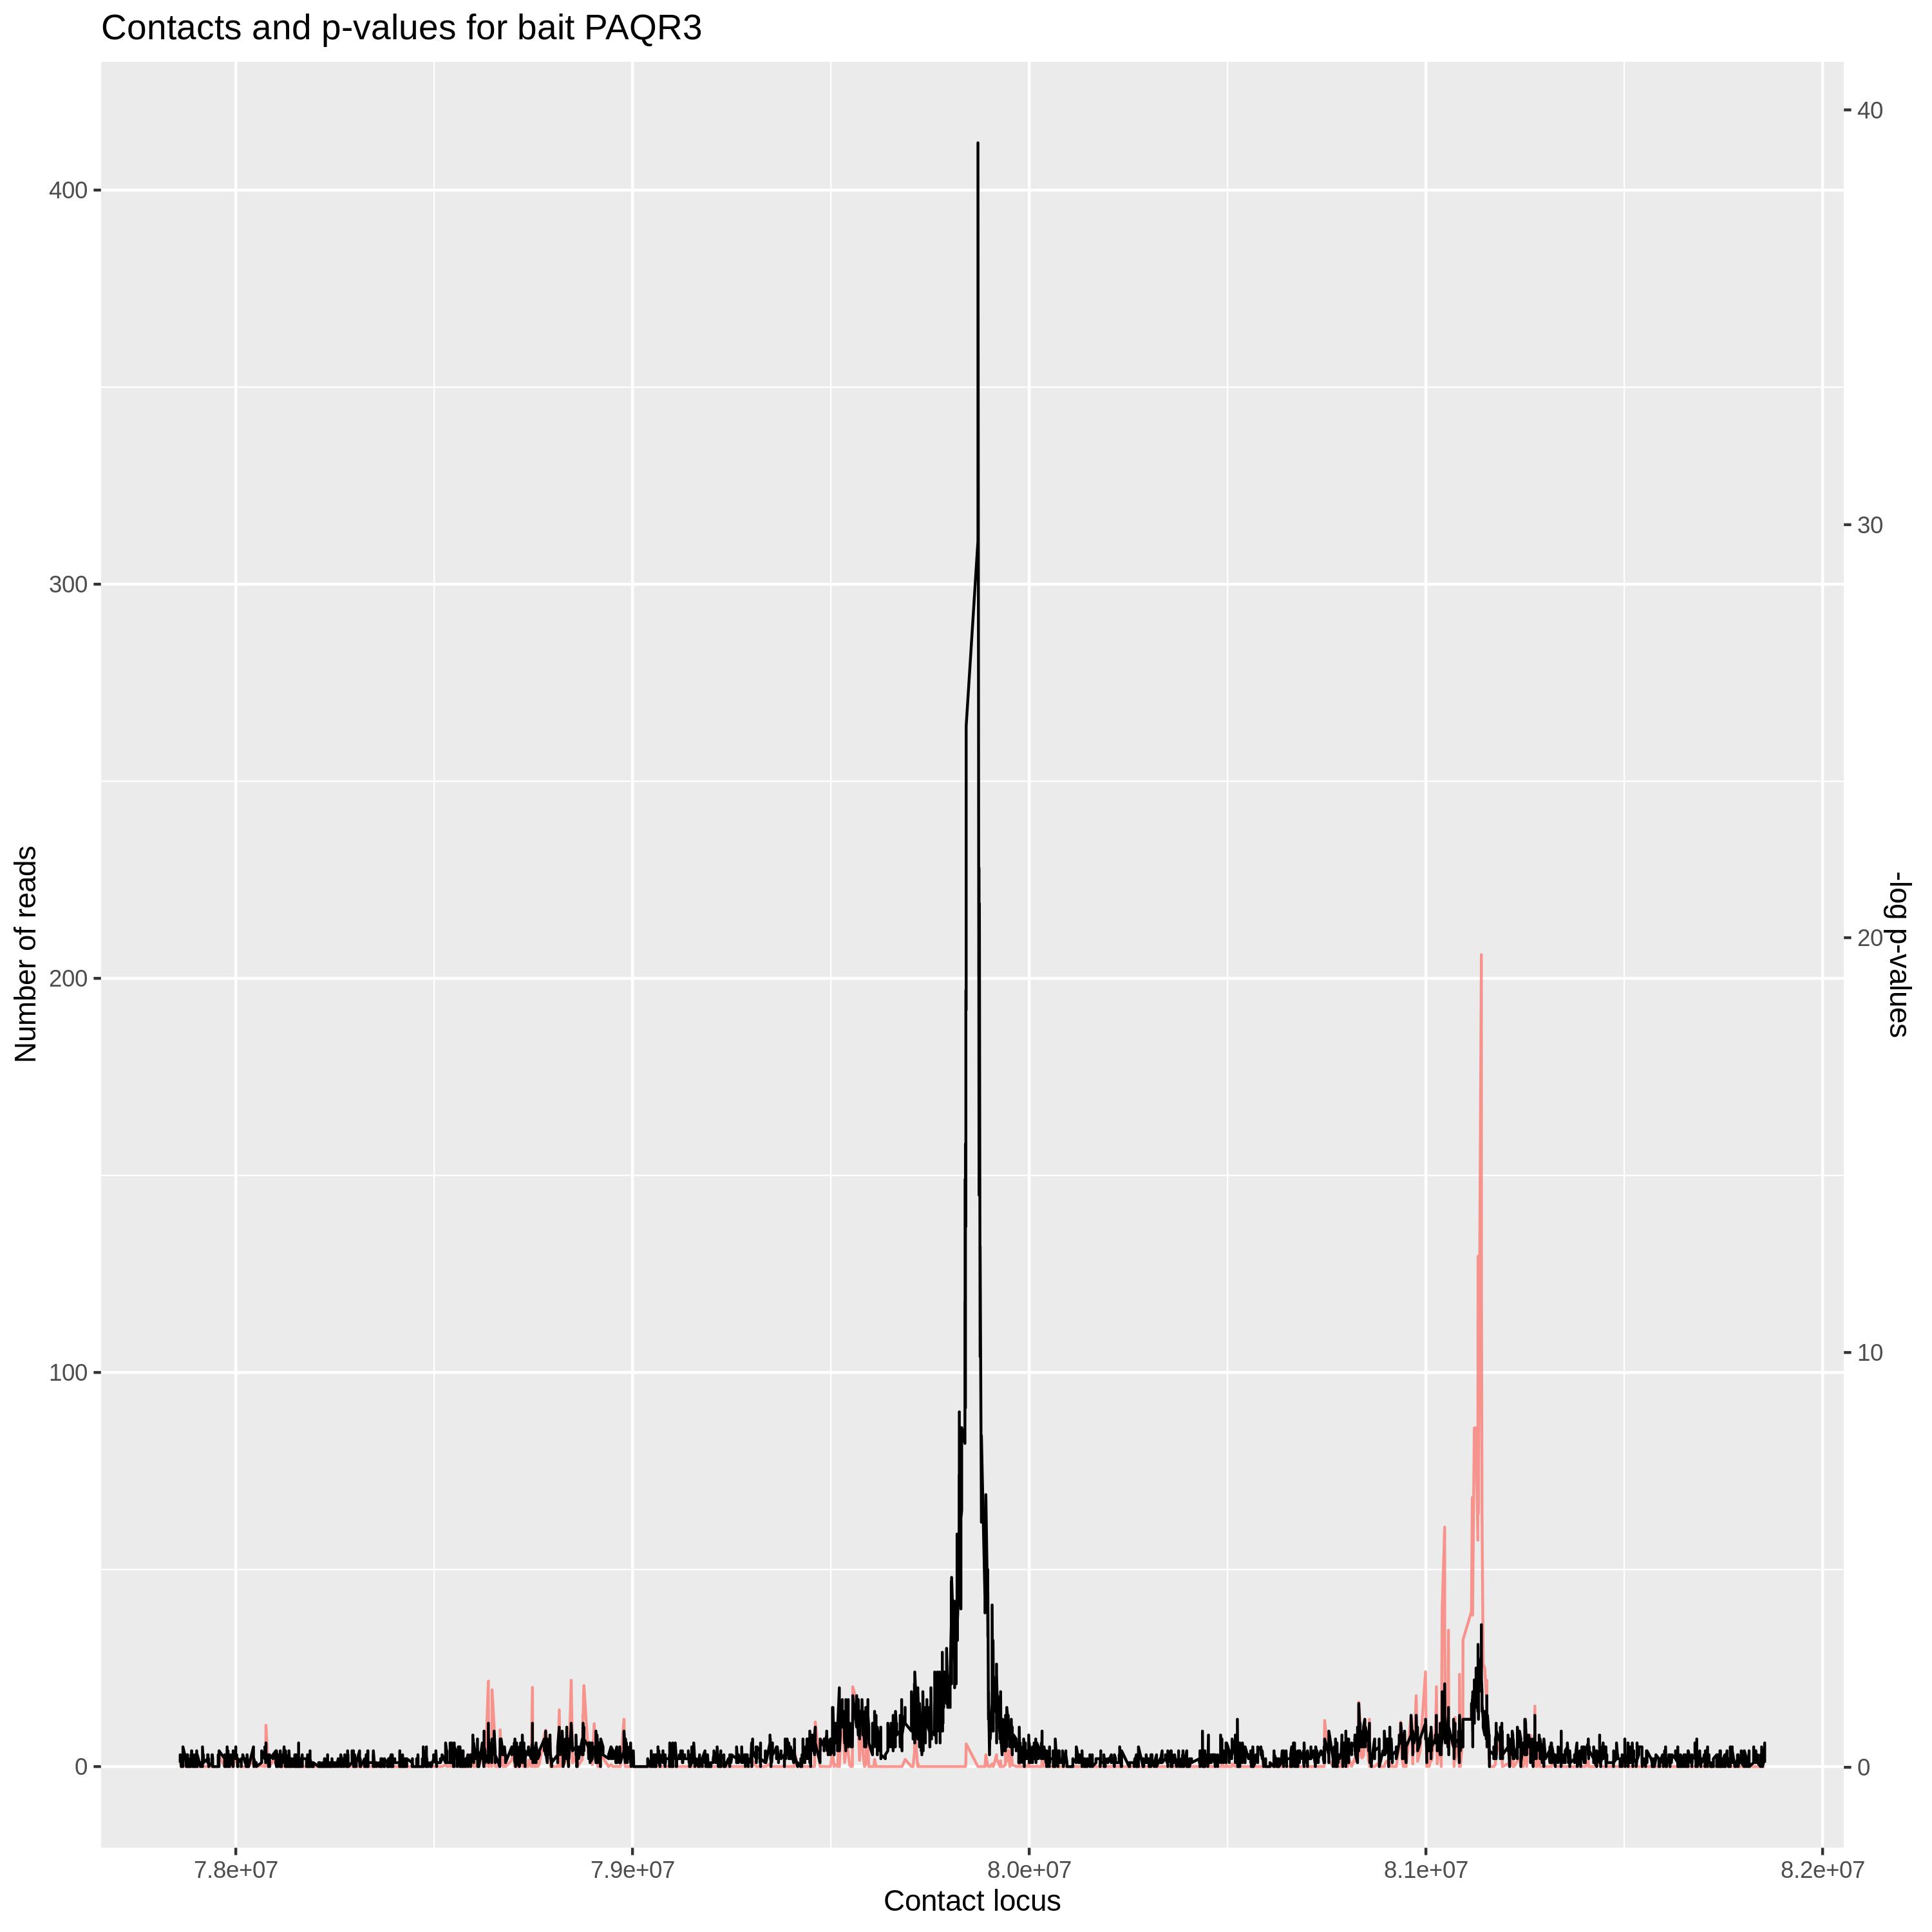 Contacts and p-values for bait PAQR3
400
300
200
100
0
Number of reads
40
30
20
10
0
-log p-values
7.8e+07
7.9e+07
8.0e+07
8.1e+07
8.2e+07
Contact locus